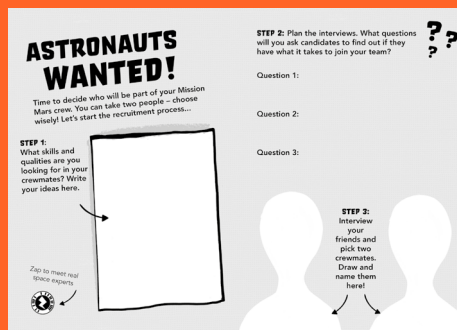 ASTRONAUTS
WANTED!
Time to decide who will be part of your Mission
Mars crew. You can take two people – choose
wisely! Let's start the recruitment process...
STEP 1:
What skills and
qualities are you
looking for in your
crewmates? Write
your ideas here.
Zap to meet real
space experts
STEP 2: Plan the interviews. What questions
will you ask candidates to find out if they
have what it takes to join your team?
? ? ?
Question 1:
Question 2:
Question 3:
STEP 3:
Interview
your
friends and
pick two
crewmates.
Draw and
name them
here!